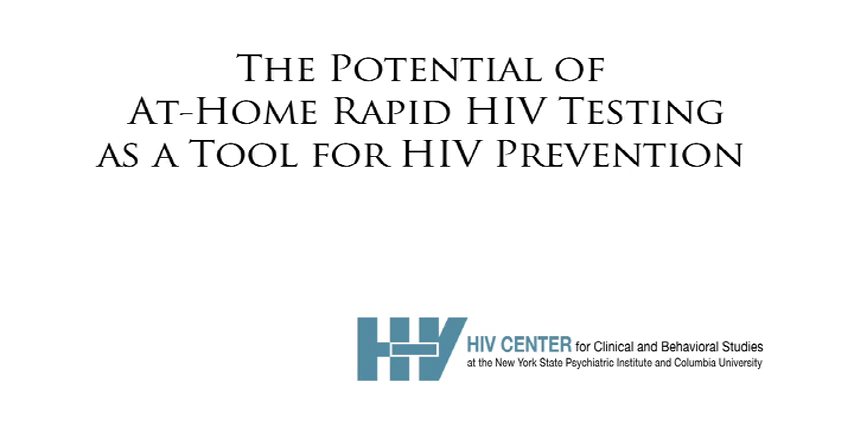 The Potential of
At-Home Rapid HIV Testing
as a Tool for HIV Prevention
HIV
HIV CENTER for Clinical and Behavioral Studies
at the New York State Psychiatric Institute and Columbia University